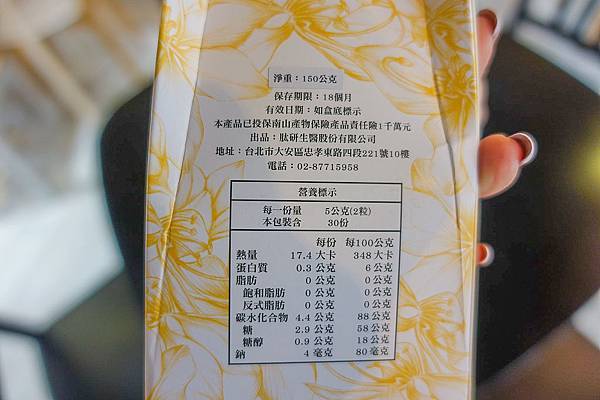 淨重：150公克
保存期限：18個月
有效日期：如盒底標示
本產品已投保南山產物保險產品責任險1千萬元
出品：肽研生醫股份有限公司
地址：台北市大安區忠孝東路四段221號10樓
電話：02-87715958
營養標示
每一份量 5公克(2粒)
本包裝含 30份
每份 每100公克
熱量 17.4 大卡 348 大卡
蛋白質 0.3 公克 6 公克
脂肪 0 公克 0 公克
飽和脂肪 0 公克 0 公克
反式脂肪 0 公克 0 公克
碳水化合物 4.4 公克 88 公克
糖 2.9 公克 58 公克
糖醇 0.9 公克 18 公克
鈉 4 毫克 80 毫克